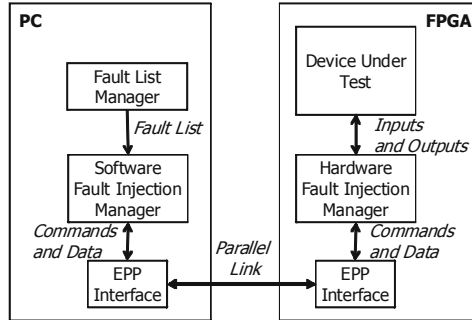 PC
Fault List
Manager
Fault List
Software
Fault Injection
Manager
Commands
and Data
EPP
Interface
Parallel
Link
FPGA
Device Under
Test
Inputs
and Outputs
Hardware
Fault Injection
Manager
Commands
and Data
EPP
Interface